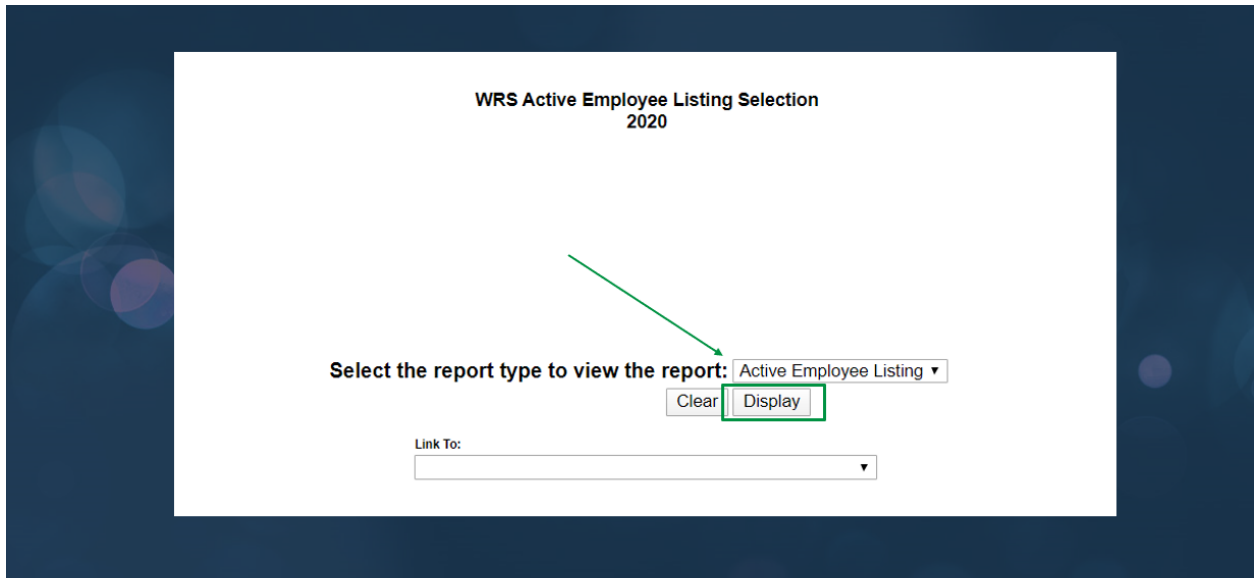 WRS Active Employee Listing Selection
2020
Select the report type to view the report: Active Employee Listing
Clear Display
Link To: